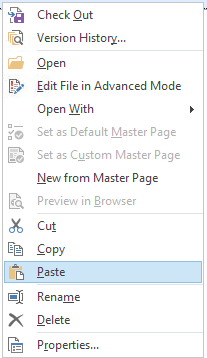 Check Out
Version History...
Open
Edit File in Advanced Mode
Open With
Set as Default Master Page
Set as Custom Master Page
New from Master Page
Preview in Browser
Cut
Copy
Paste
Rename
Delete
Properties...